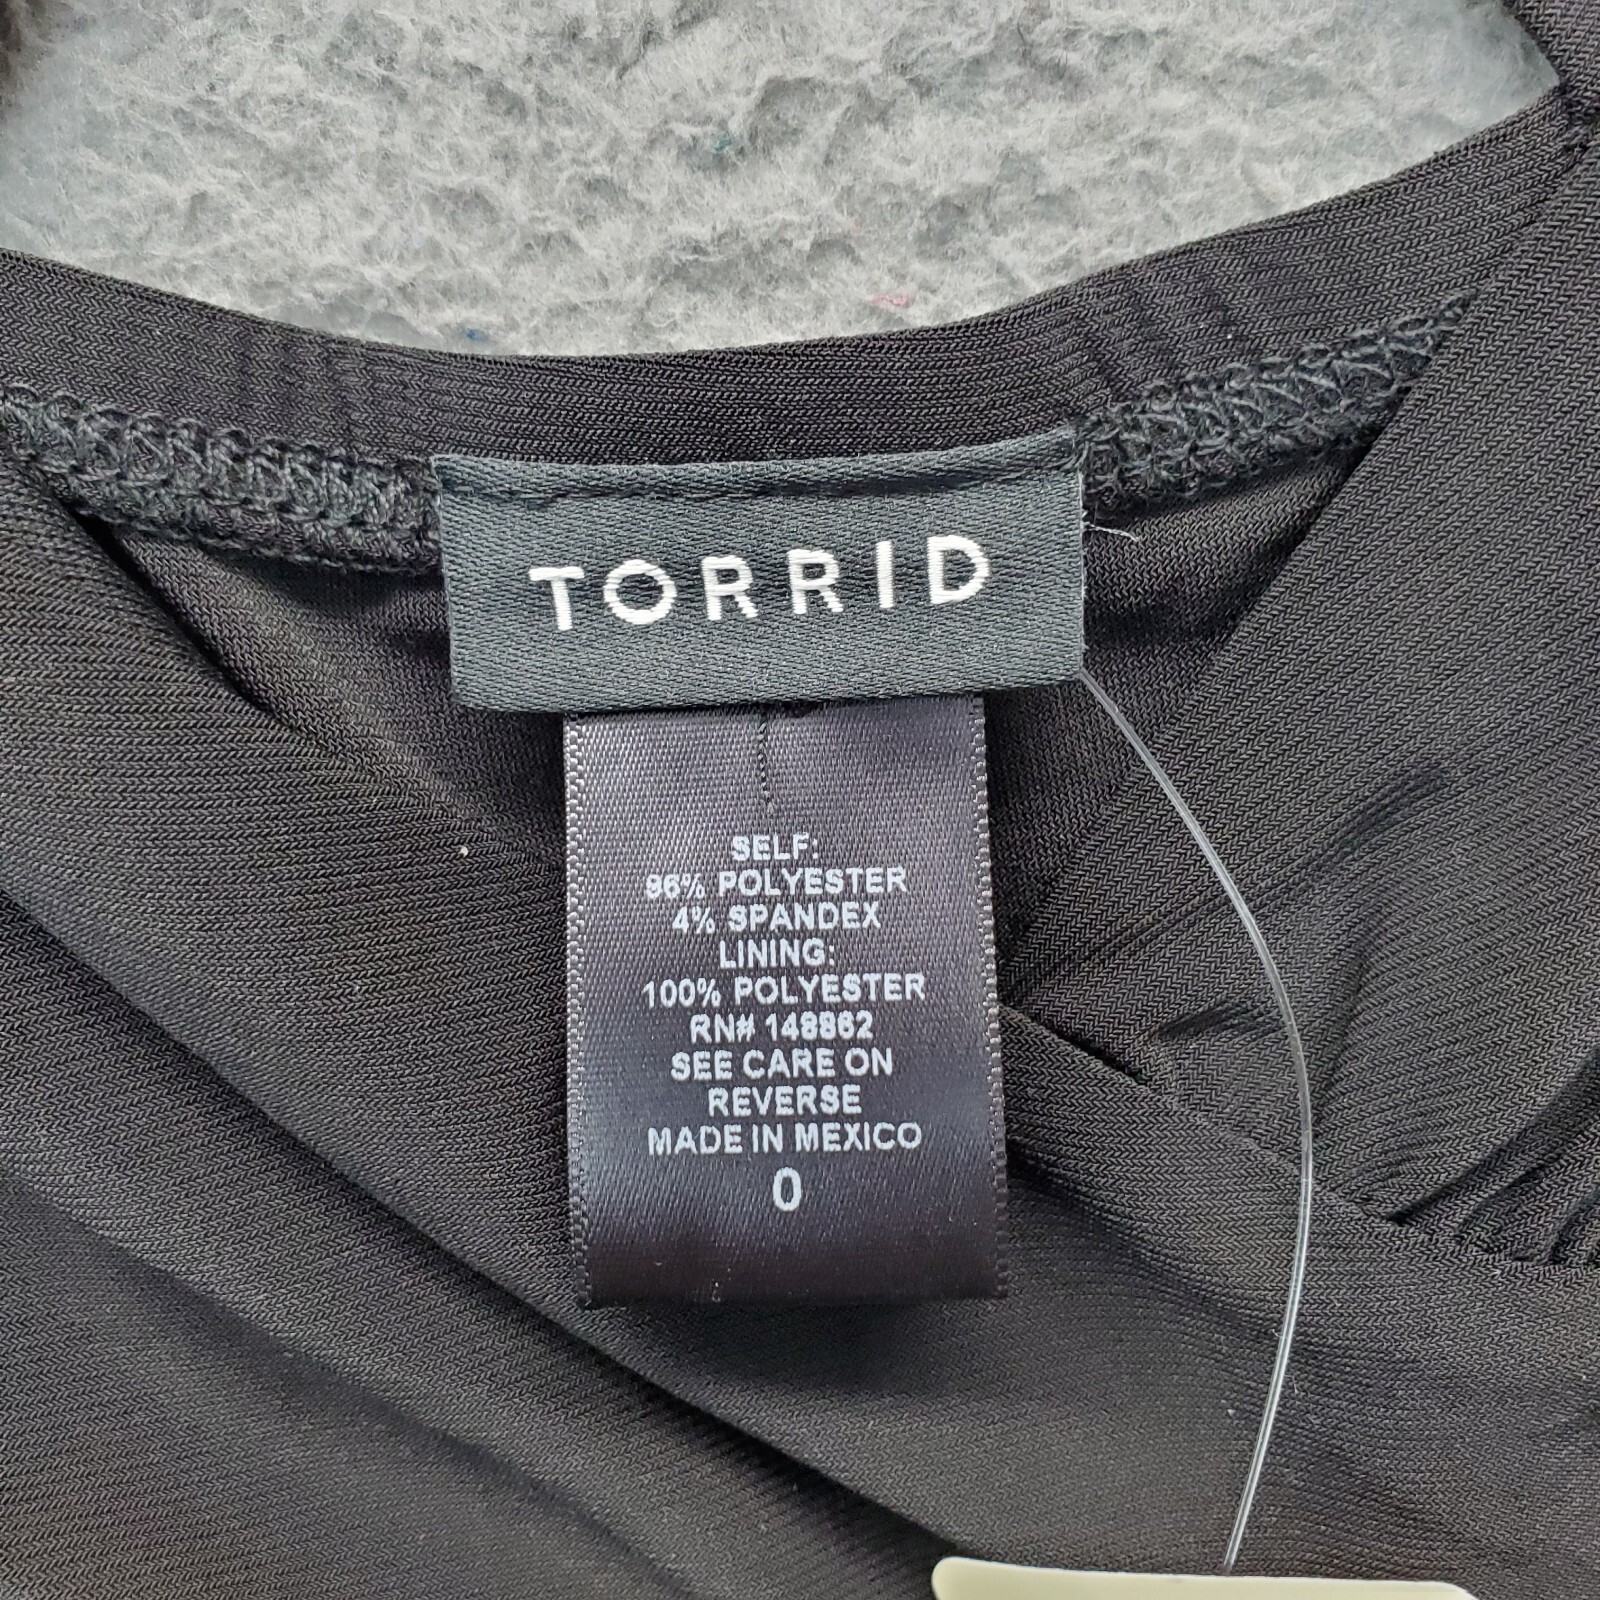 TORRID
SELF:
96% POLYESTER
4% SPANDEX
LINING:
100% POLYESTER
RN# 148862
SEE CARE ON
REVERSE
MADE IN MEXICO
0